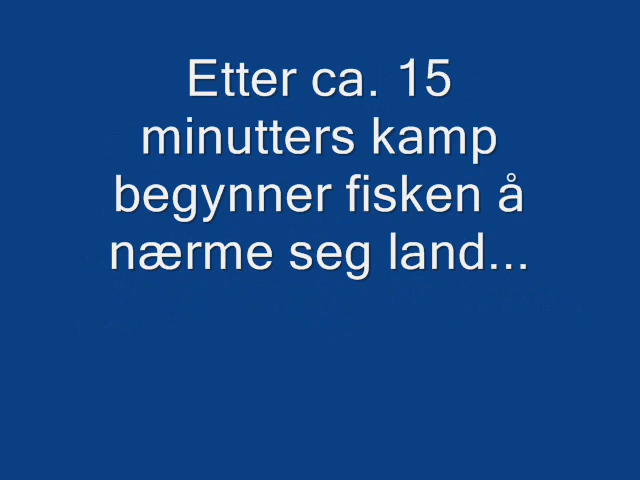 Etter ca. 15
minutters kamp
begynner fisken å
nærme seg land...